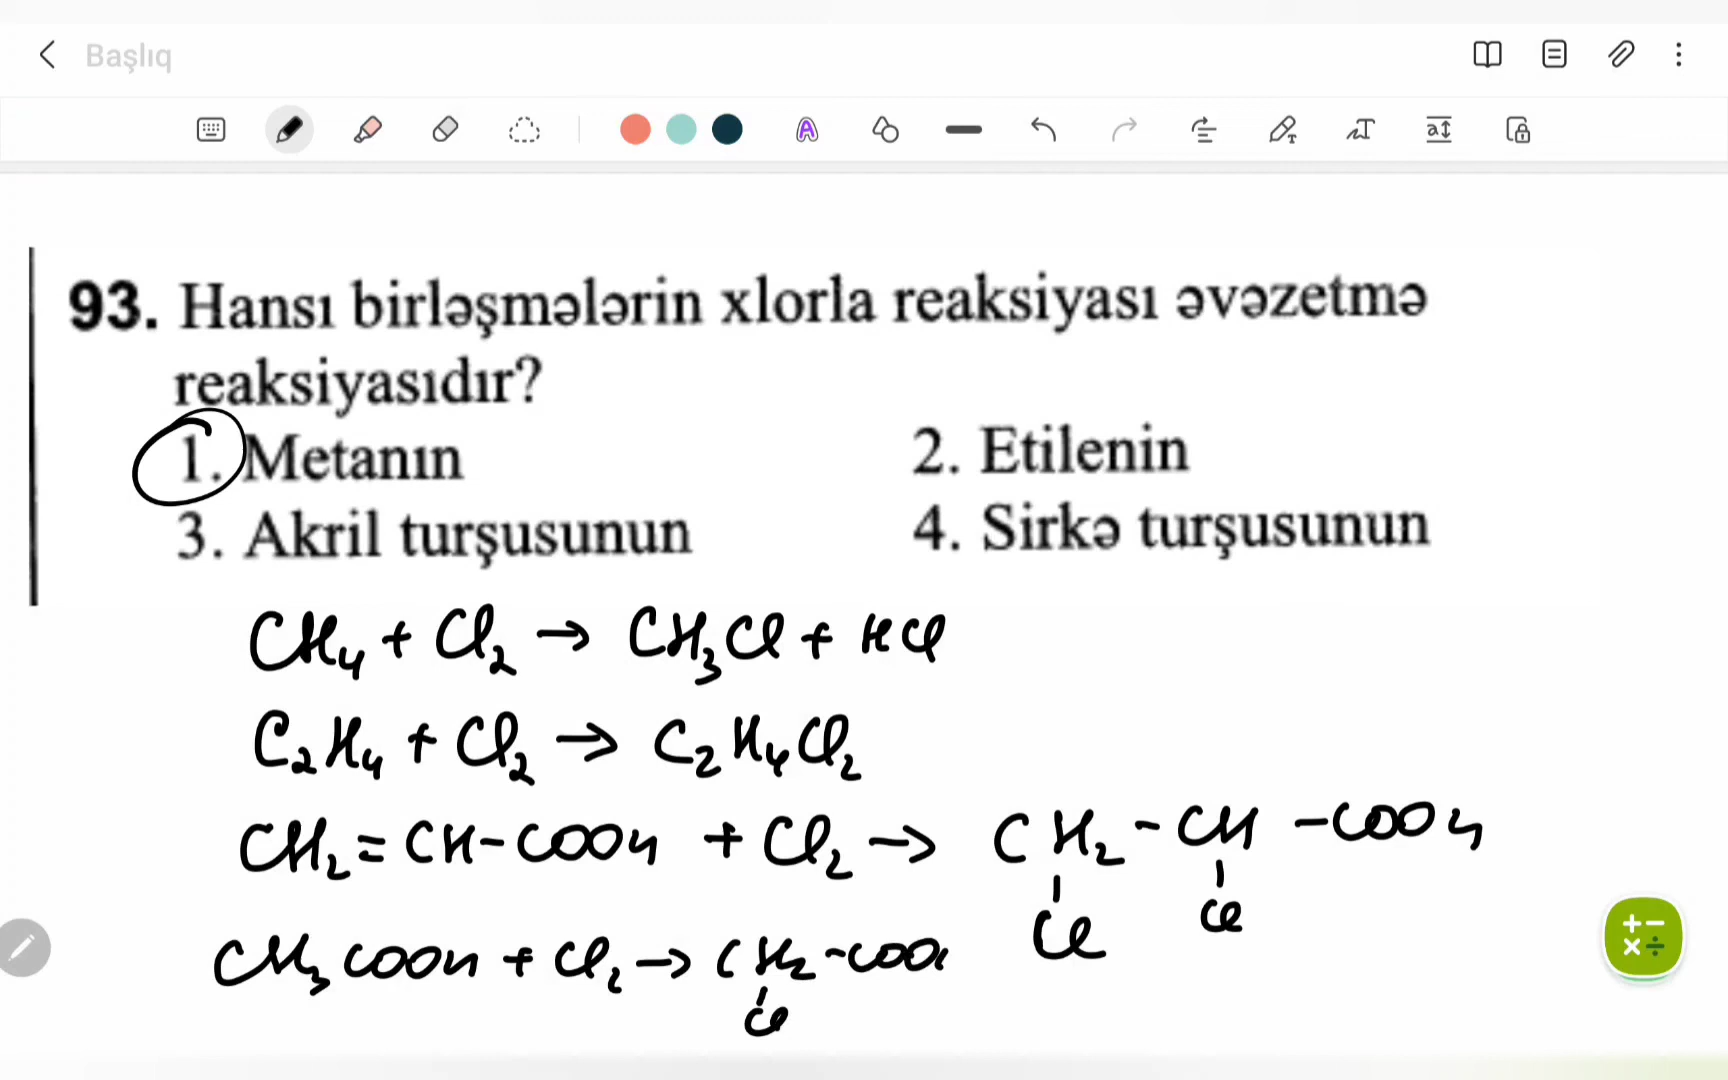 Başlıq
93. Hansı birləşmələrin xlorla reaksiyası əvəzetmə
reaksiyasıdır?
1. Metanın 2. Etilenin
3. Akril turşusunun 4. Sirkə turşusunun
CH₄ + Cl₂ → CH₃Cl + HCl
C₂H₄ + Cl₂ → C₂H₄Cl₂
CH₂=CH-COOH + Cl₂ → CH₂-CH-COOH
Cl Cl
CH₃COOH + Cl₂ → CH₂-COO
Cl